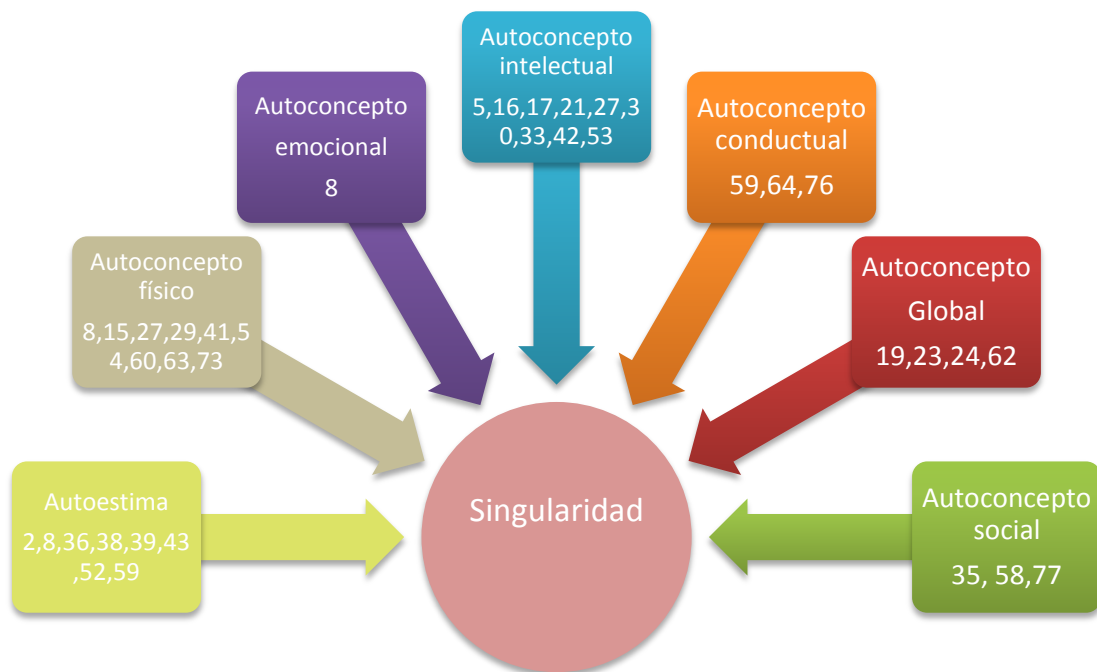 Autoestima
2,8,36,38,39,43
,52,59
Autoconcepto
físico
8,15,27,29,41,5
4,60,63,73
Autoconcepto
emocional
8
Autoconcepto
intelectual
5,16,17,21,27,3
0,33,42,53
Autoconcepto
conductual
59,64,76
Autoconcepto
Global
19,23,24,62
Autoconcepto
social
35, 58,77
Singularidad